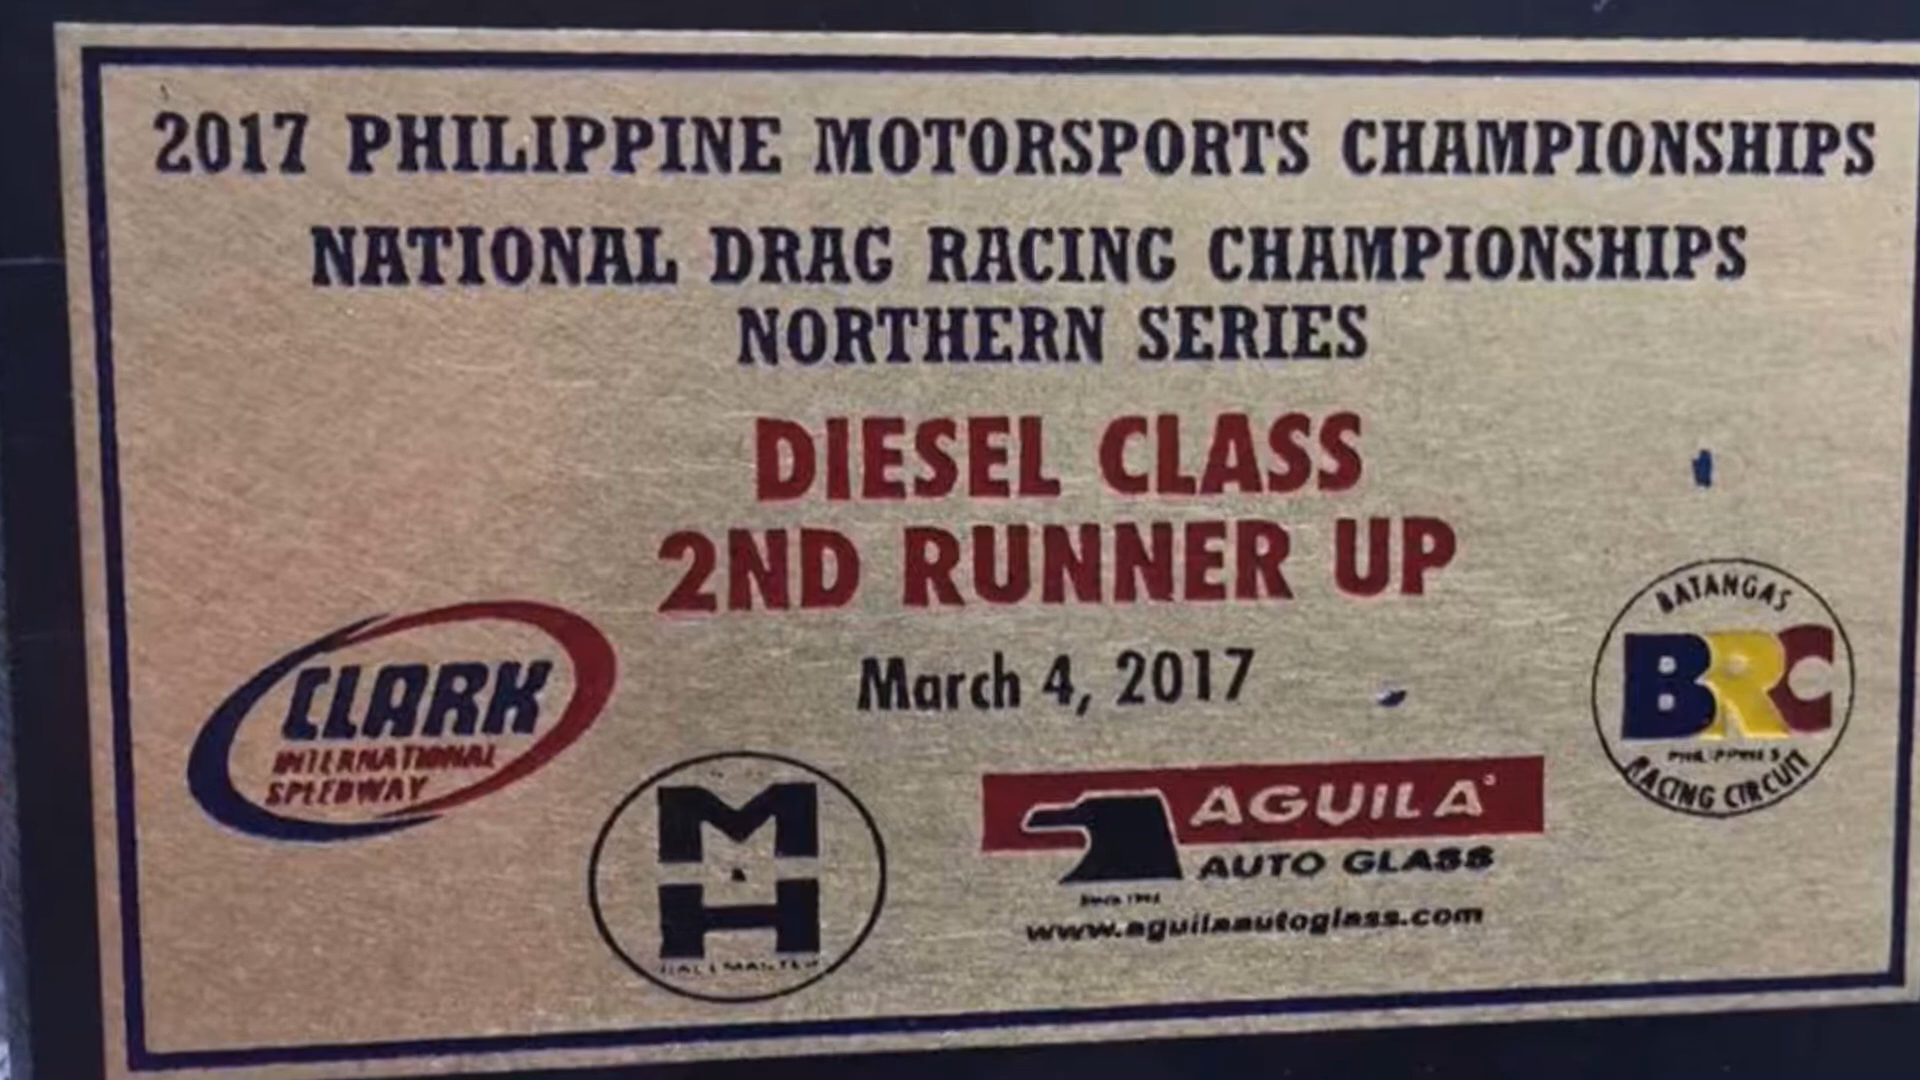 2017 PHILIPPINE MOTORSPORTS CHAMPIONSHIPS
NATIONAL DRAG RACING CHAMPIONSHIPS
NORTHERN SERIES
DIESEL CLASS
2ND RUNNER UP
March 4, 2017
CLARK
INTERNATIONAL
SPEEDWAY
M
H
AGUILA
AUTO GLASS
www.aguilaautoglass.com
BATANGAS
BRC
PHILIPPINES
RACING CIRCUIT